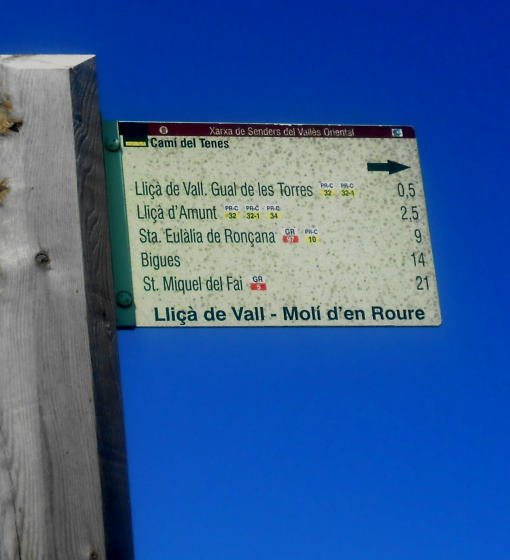 Xarxa de Senders del Vallès Oriental
Camí del Tenes
Lliçà de Vall. Gual de les Torres PR-C 32 PR-C 32-1 0,5
Lliçà d'Amunt PR-C 32 PR-C 32-1 PR-C 34 2,5
Sta. Eulàlia de Ronçana GR 97 PR-C 10 9
Bigues 14
St. Miquel del Fai GR 5 21
Lliçà de Vall - Molí d'en Roure